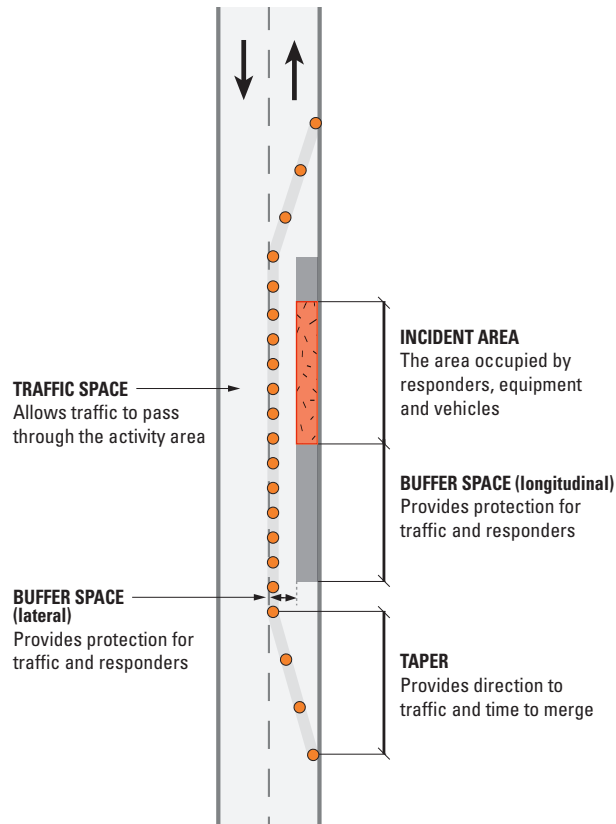 INCIDENT AREA
The area occupied by
responders, equipment
and vehicles
TRAFFIC SPACE
Allows traffic to pass
through the activity area
BUFFER SPACE (longitudinal)
Provides protection for
traffic and responders
BUFFER SPACE
(lateral)
Provides protection for
traffic and responders
TAPER
Provides direction to
traffic and time to merge